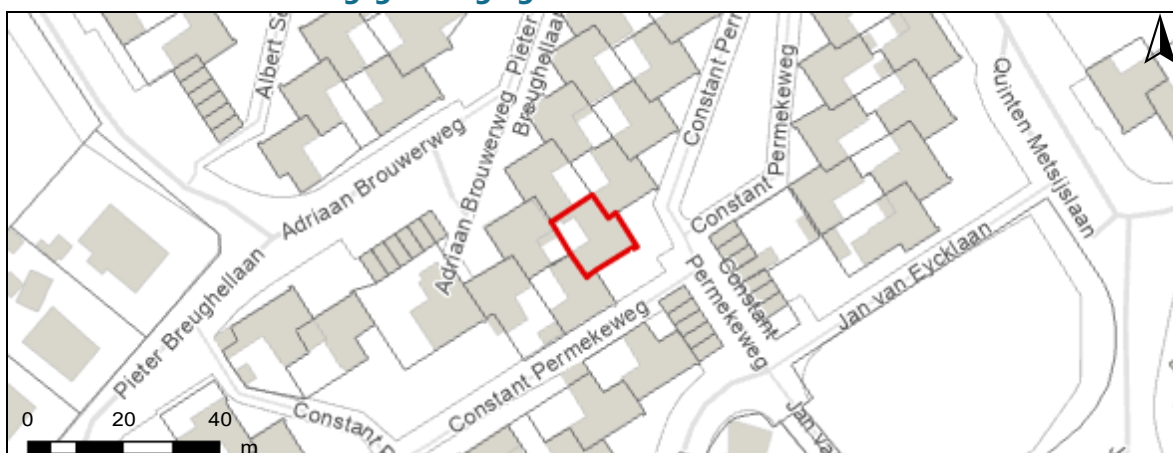 Albert Se
Pieter
Breughellaan
Constant Perm
Constant Permekeweg
Quinten Metsijslaan
Adriaan Brouwerweg
Adriaan Brouwerweg
Constant
Permekeweg
Constant
Pieter Breughellaan
Jan van Eycklaan
Constant Permekeweg
Constant P
Jan va
0 20 40
m